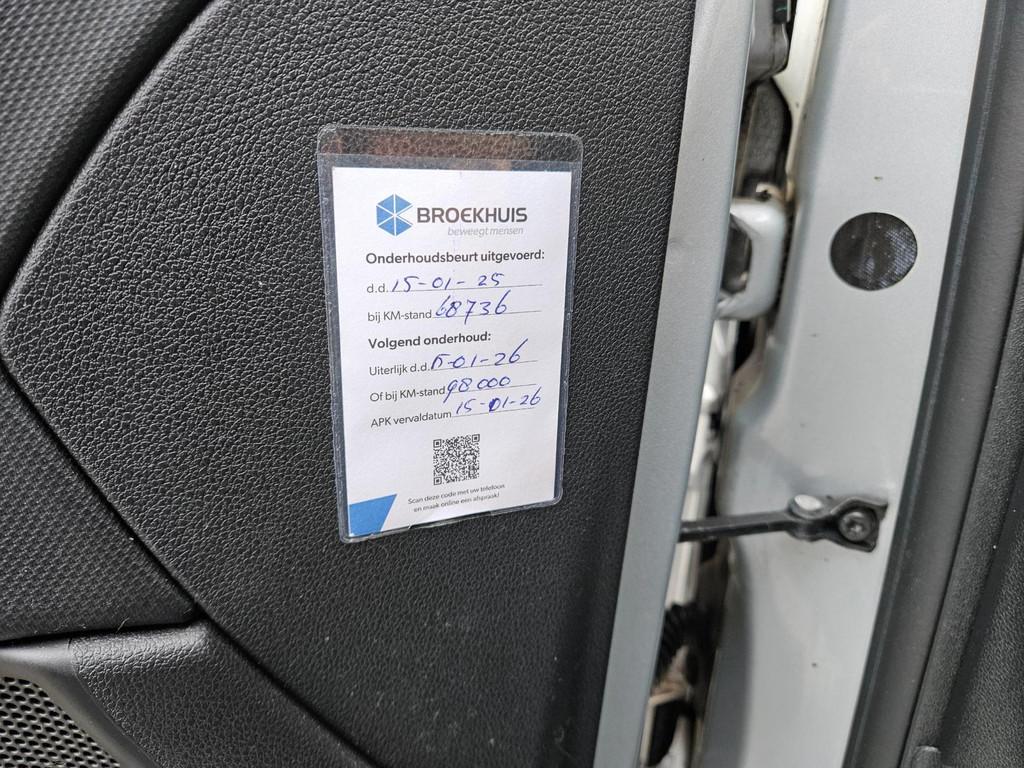 BROEKHUIS
beweegt mensen
Onderhoudsbeurt uitgevoerd:
d.d. 15-01-25
bij KM-stand 68736
Volgend onderhoud:
Uiterlijk d.d. 15-01-26
Of bij KM-stand 98000
APK vervaldatum 15-01-26
Scan deze code met uw telefoon
en maak online een afspraak!